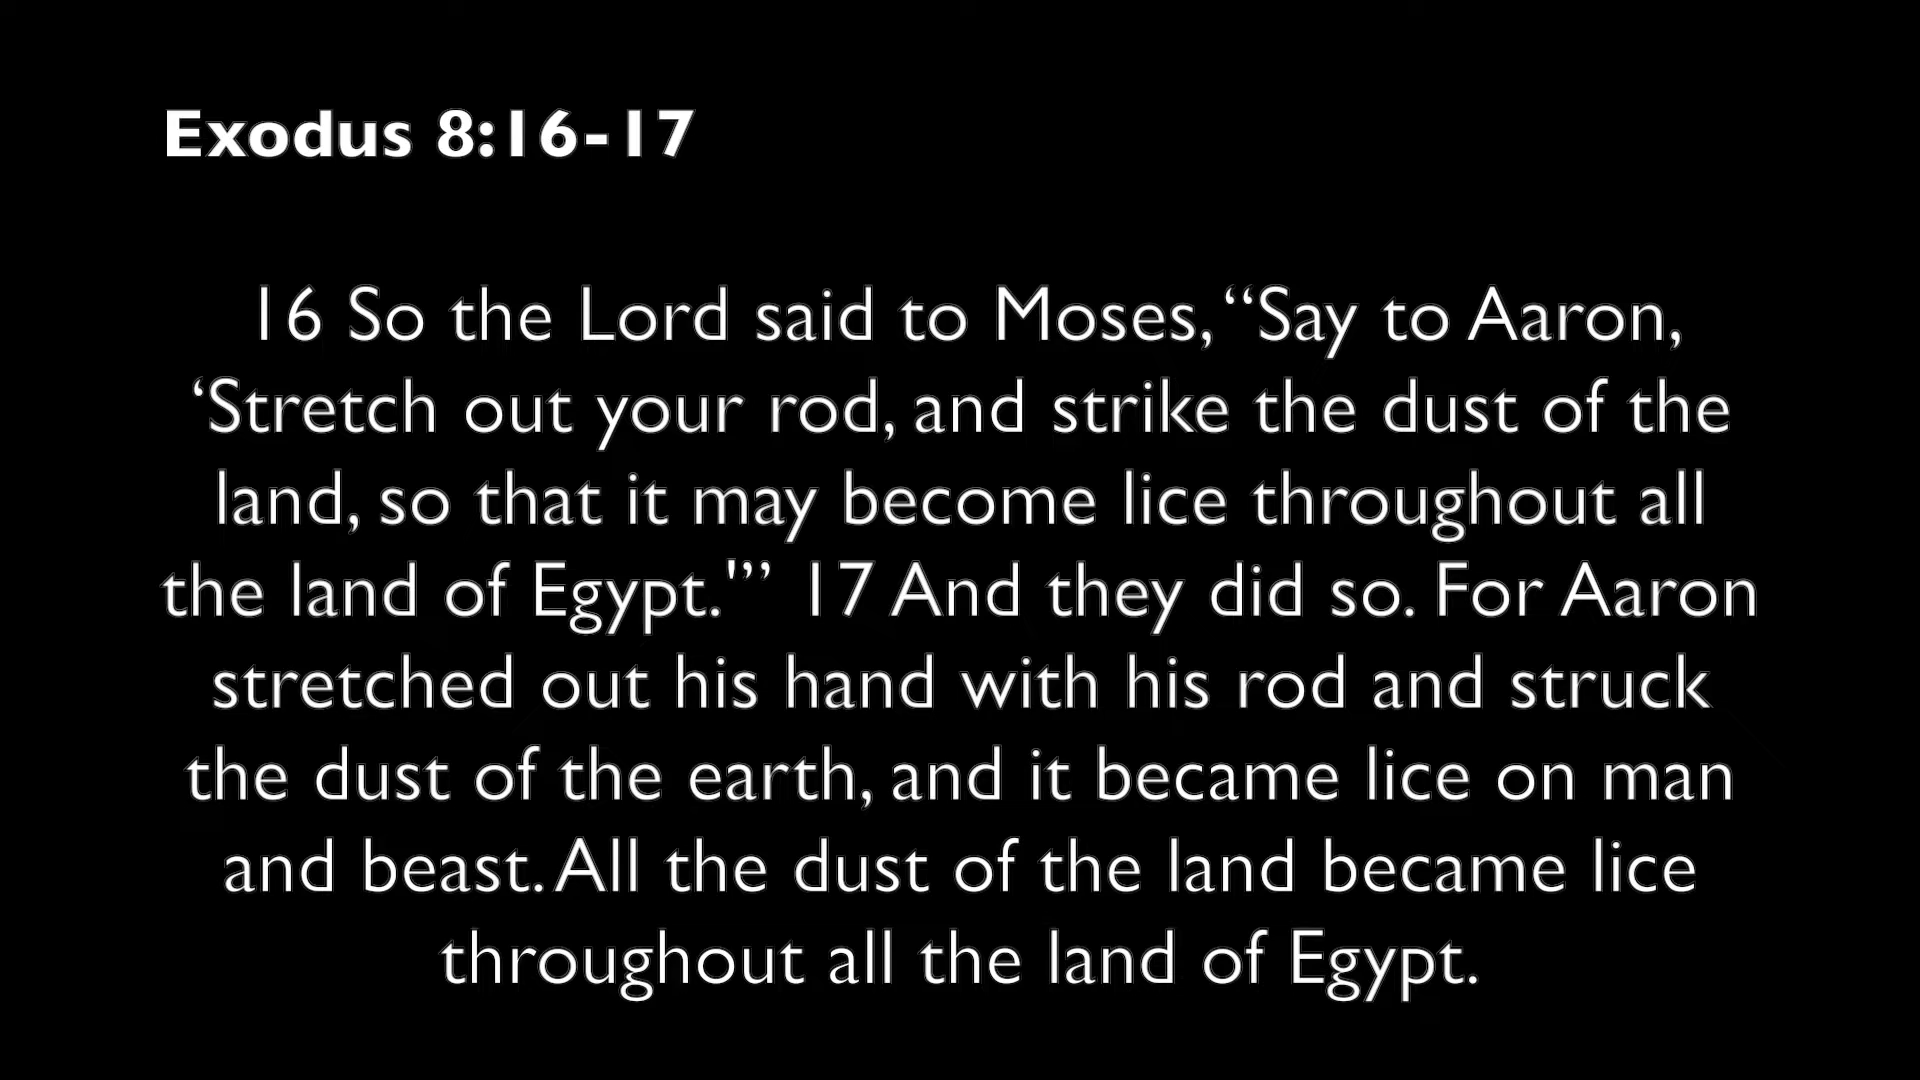 Exodus 8:16-17
16 So the Lord said to Moses, “Say to Aaron,
‘Stretch out your rod, and strike the dust of the
land, so that it may become lice throughout all
the land of Egypt.'”” 17 And they did so. For Aaron
stretched out his hand with his rod and struck
the dust of the earth, and it became lice on man
and beast. All the dust of the land became lice
throughout all the land of Egypt.